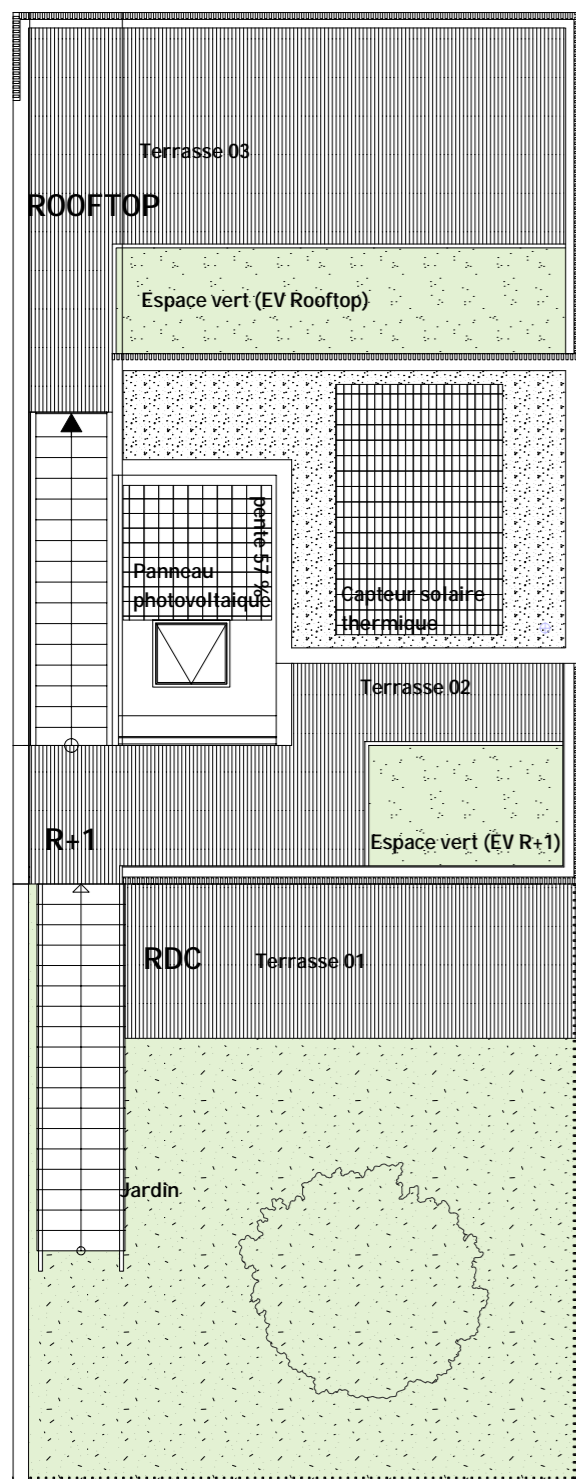 Terrasse 03
ROOFTOP
Espace vert (EV Rooftop)
pente 57 %
Panneau
photovoltaique
Capteur solaire
thermique
Terrasse 02
R+1
Espace vert (EV R+1)
RDC
Terrasse 01
Jardin